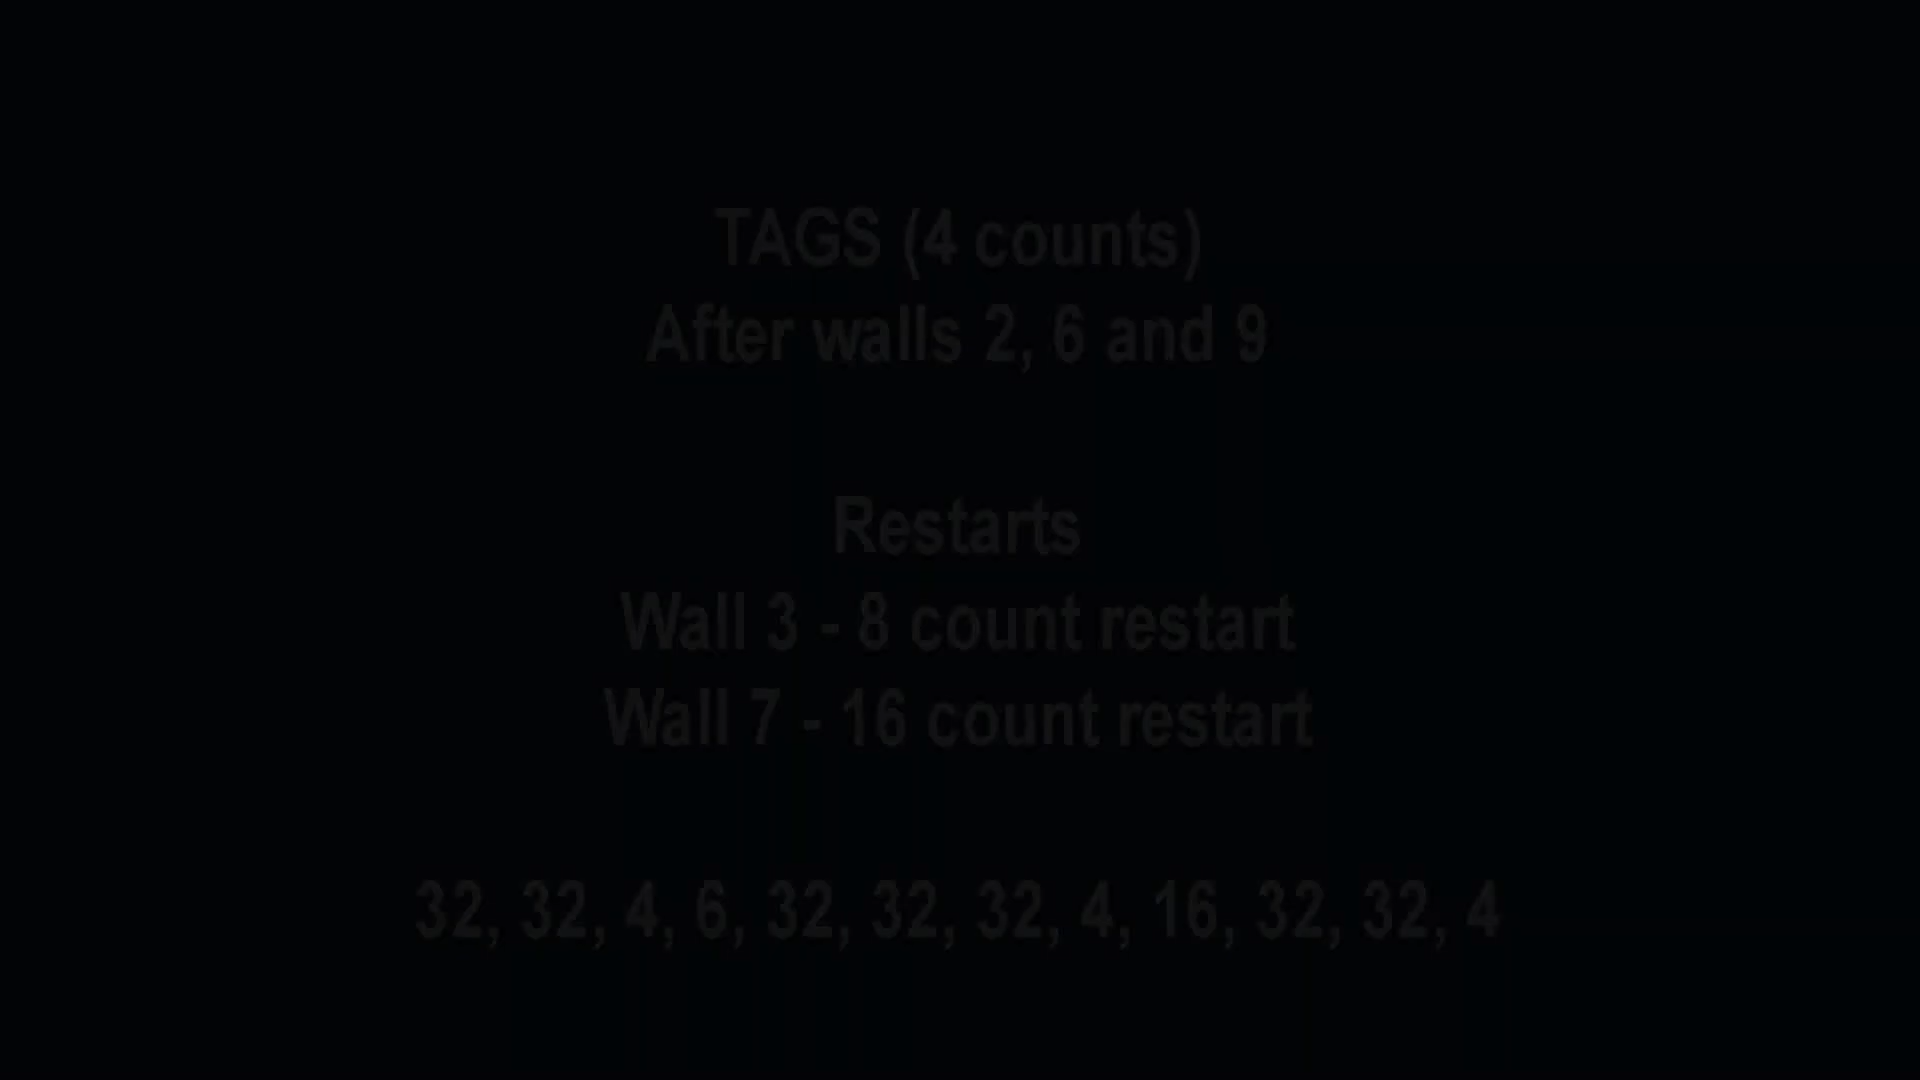 TAGS (4 counts)
After walls 2, 6 and 9
Restarts
Wall 3 - 8 count restart
Wall 7 - 16 count restart
32, 32, 4, 6, 32, 32, 32, 4, 16, 32, 32, 4